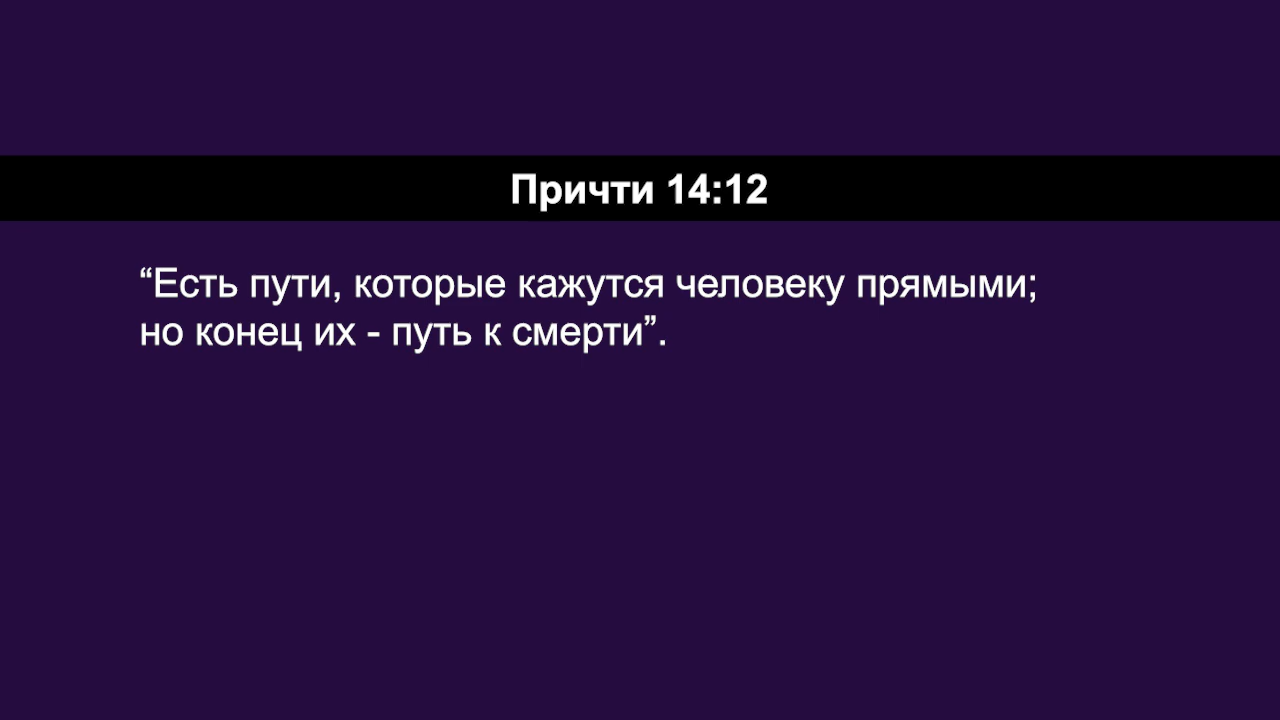 Причти 14:12
“Есть пути, которые кажутся человеку прямыми;
но конец их - путь к смерти”.